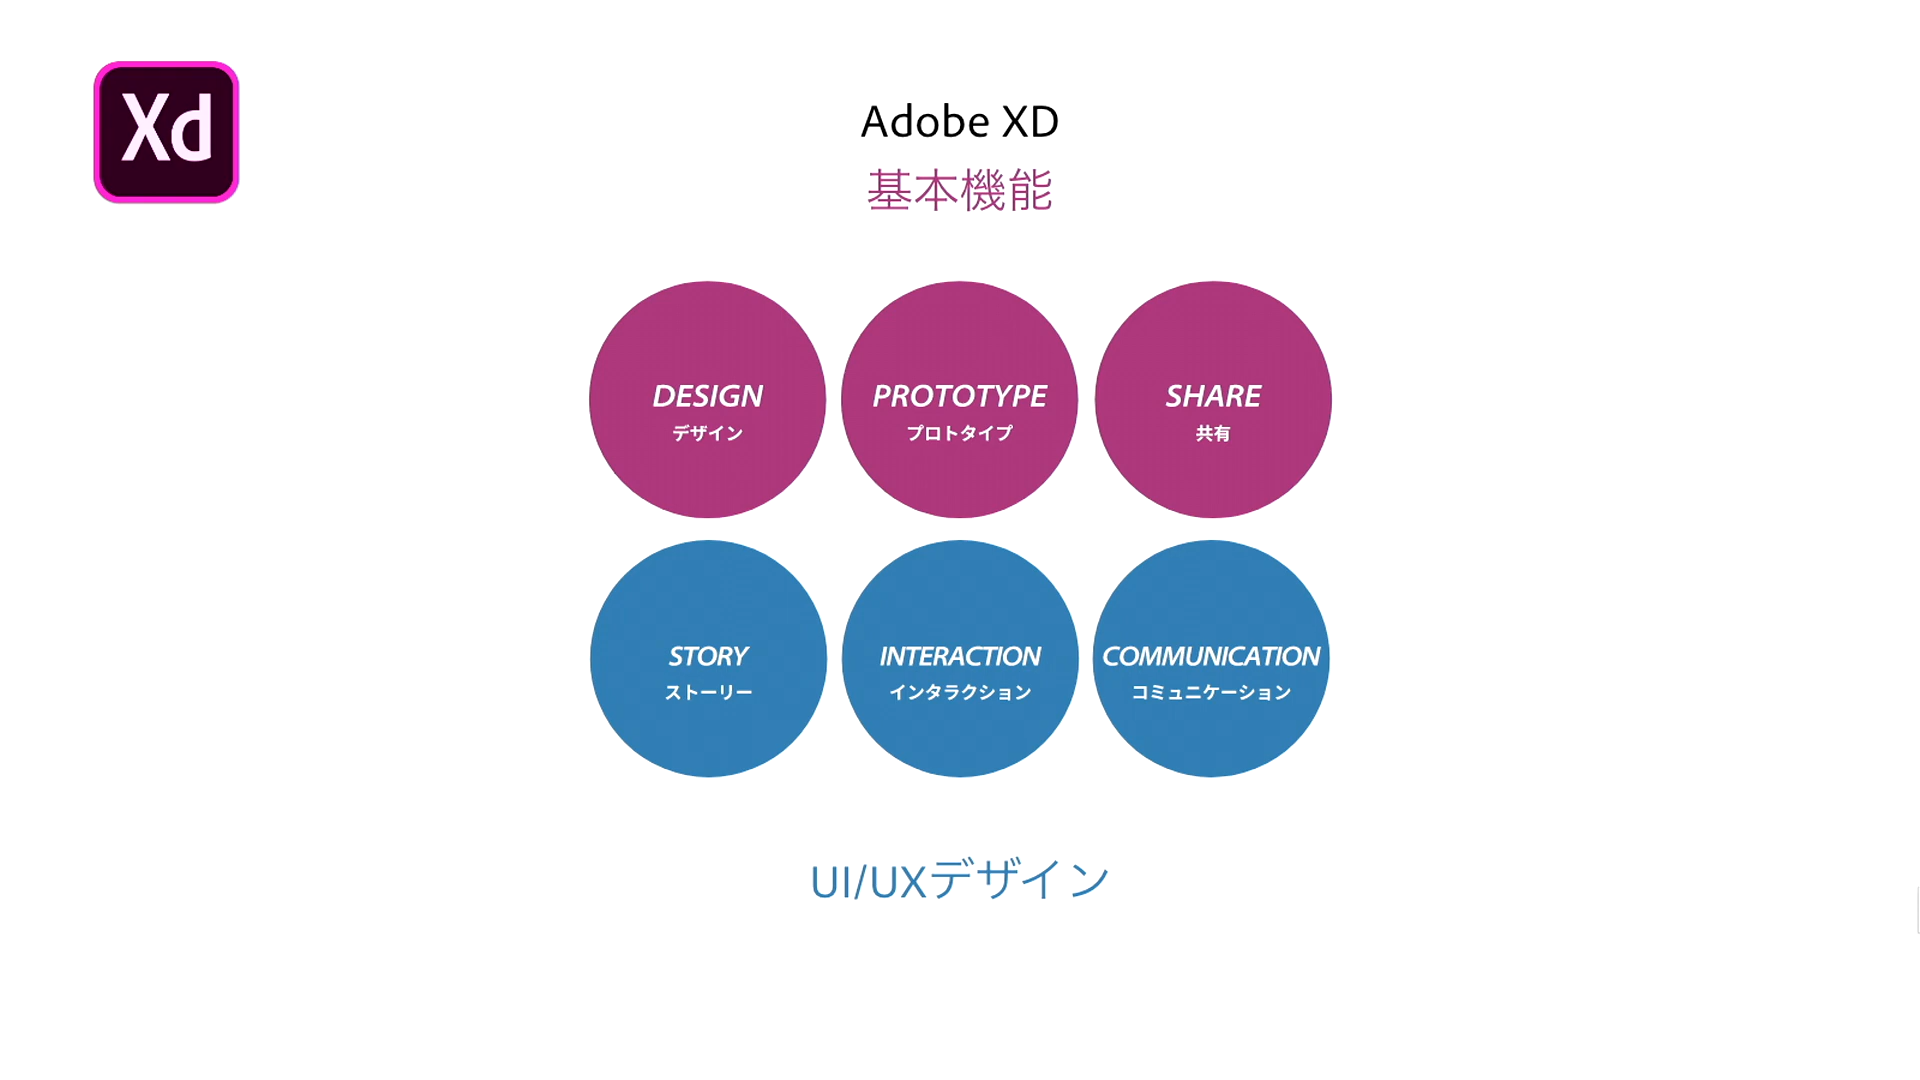 Xd
Adobe XD
基本機能
DESIGN
デザイン
PROTOTYPE
プロトタイプ
SHARE
共有
STORY
ストーリー
INTERACTION
インタラクション
COMMUNICATION
コミュニケーション
UI/UXデザイン